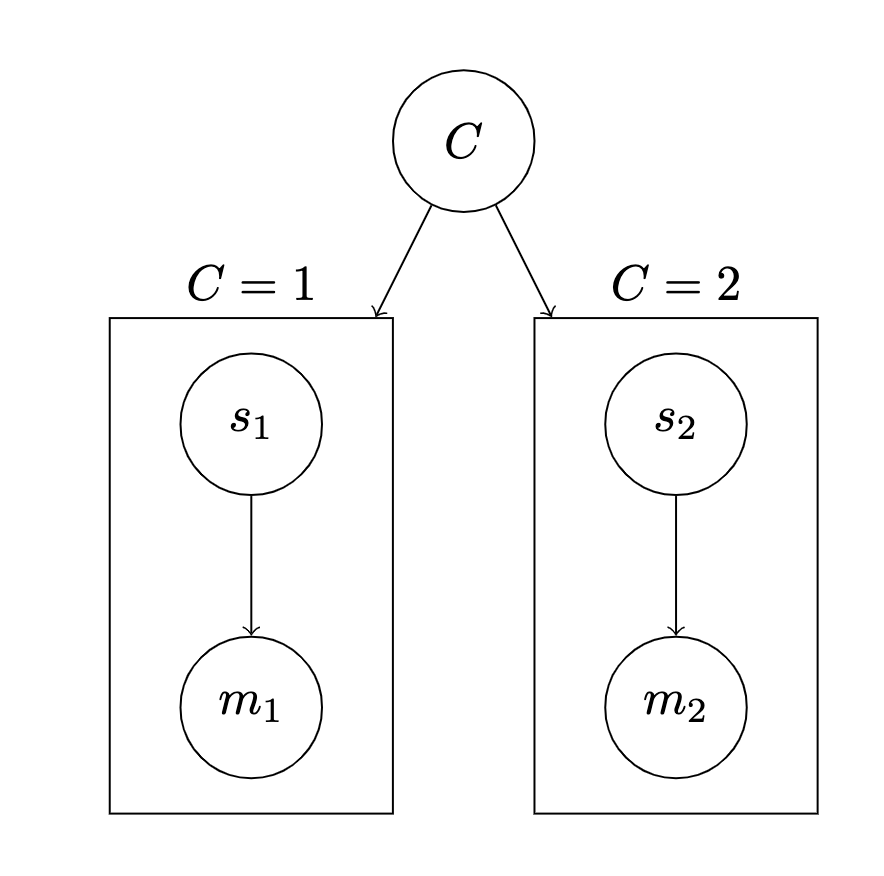 C
C = 1
C = 2
s₁
s₂
m₁
m₂